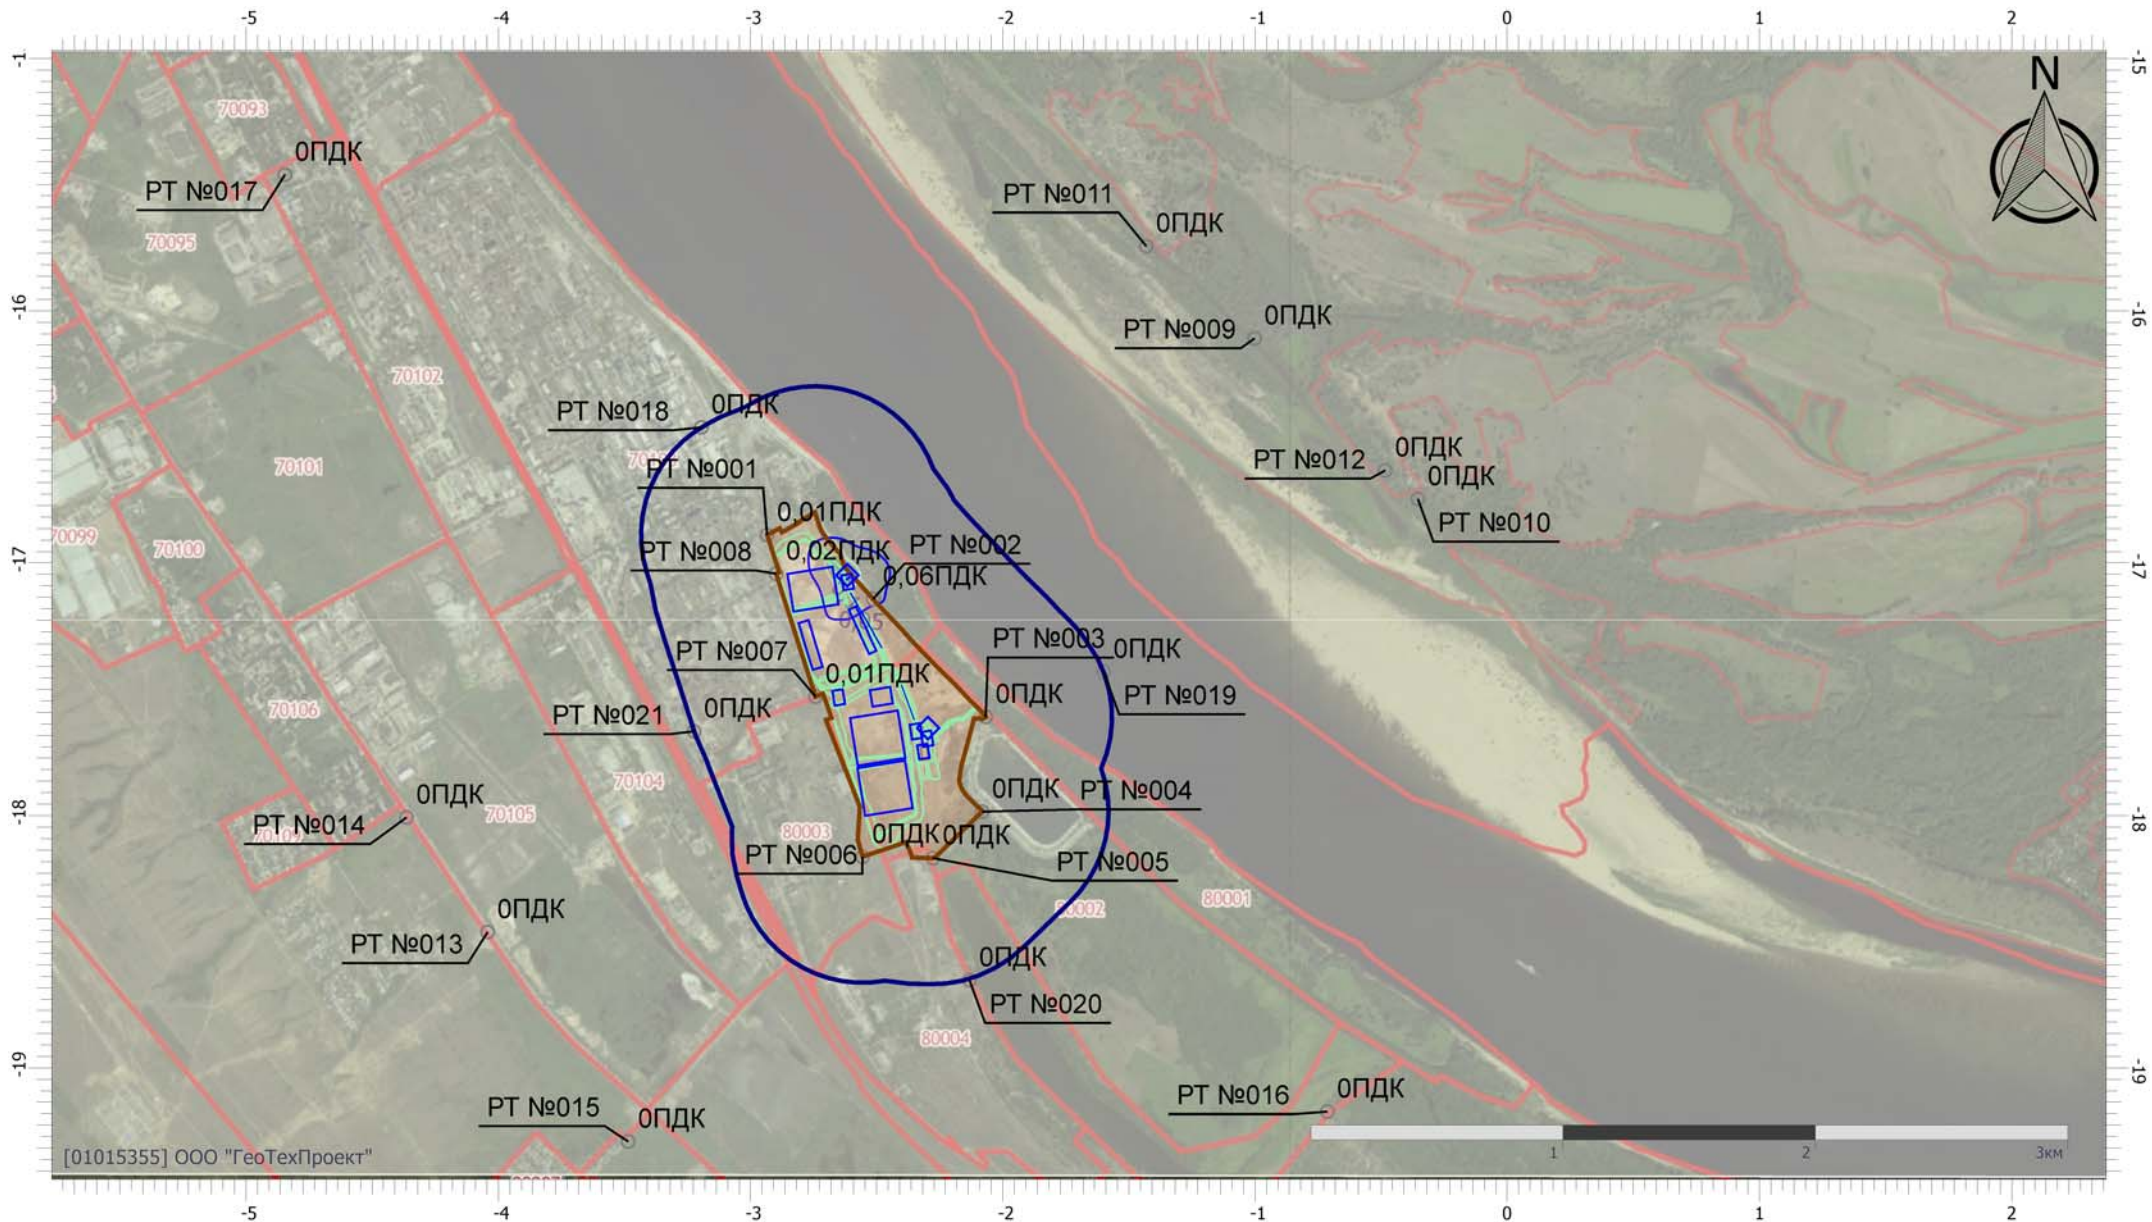 -5 -4 -3 -2 -1 0 1 2
-1
-15
N
70093
0ПДК
РТ №017
РТ №011
0ПДК
70095
-16
-16
0ПДК
РТ №009
70102
РТ №018
0ПДК
0ПДК
РТ №012
0ПДК
70101
РТ №001
0,01ПДК
РТ №010
70099
70100
РТ №008
0,02ПДК
РТ №002
-17
-17
0,06ПДК
0,05
РТ №003
0ПДК
РТ №007
0,01ПДК
0ПДК
РТ №019
70106
РТ №021
0ПДК
70104
0ПДК
0ПДК
РТ №004
70105
-18
-18
РТ №014
80003
0ПДК
0ПДК
РТ №006
РТ №005
0ПДК
80002
80001
РТ №013
0ПДК
РТ №020
80004
-19
-19
РТ №016
0ПДК
РТ №015
0ПДК
[01015355] ООО "ГеоТехПроект"
1 2 3км
-5 -4 -3 -2 -1 0 1 2